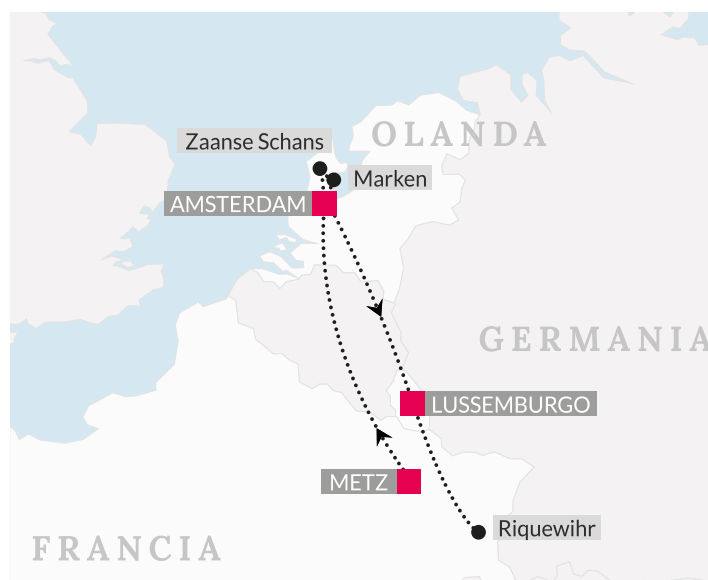 OLANDA
Zaanse Schans
Marken
AMSTERDAM
GERMANIA
LUSSEMBURGO
METZ
Riquewihr
FRANCIA